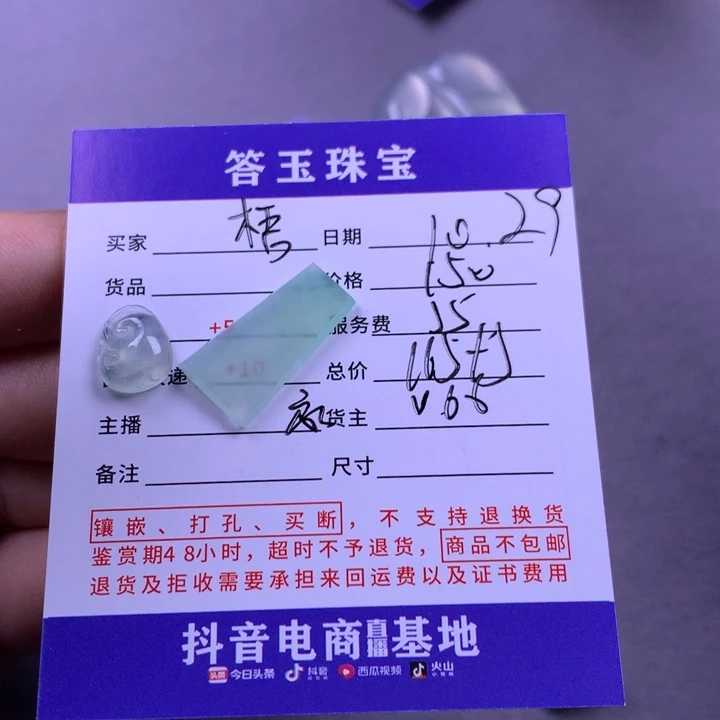 答玉珠宝
买家 日期 10.29
货品 价格 150
服务费 15
+10 总价
主播 货主
备注 尺寸
镶嵌、打孔、买断，不支持退换货
鉴赏期48小时，超时不予退货，商品不包邮
退货及拒收需要承担来回运费以及证书费用
抖音电商直播基地
头条 今日头条 抖音 西瓜视频 火山